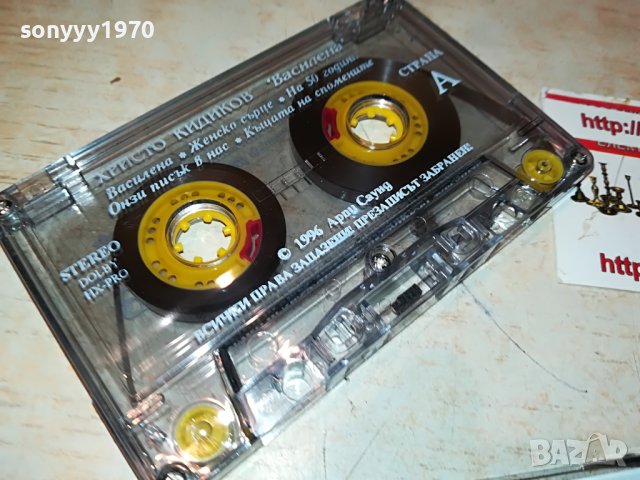 sonyyy1970
ХРИСТО КИДИКОВ "Василена"
СТРАНА
A
Василена • Женско сърце • На 50 години
Онзи писък в нас • Къщата на спомените
STEREO
DOLBY
HX-PRO
© 1996 Арди Саунд
ВСИЧКИ ПРАВА ЗАПАЗЕНИ ПРЕЗАПИСЪТ ЗАБРАНЕН!
http://
http
BAZAR